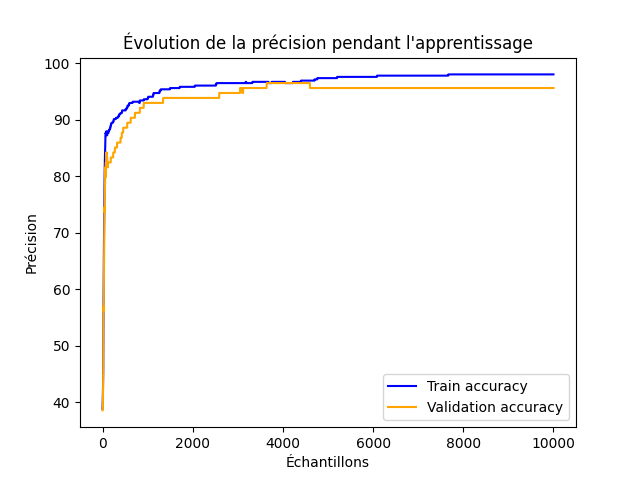 Évolution de la précision pendant l'apprentissage
100
90
80
70
60
50
40
Précision
0
2000
4000
6000
8000
10000
Échantillons
Train accuracy
Validation accuracy